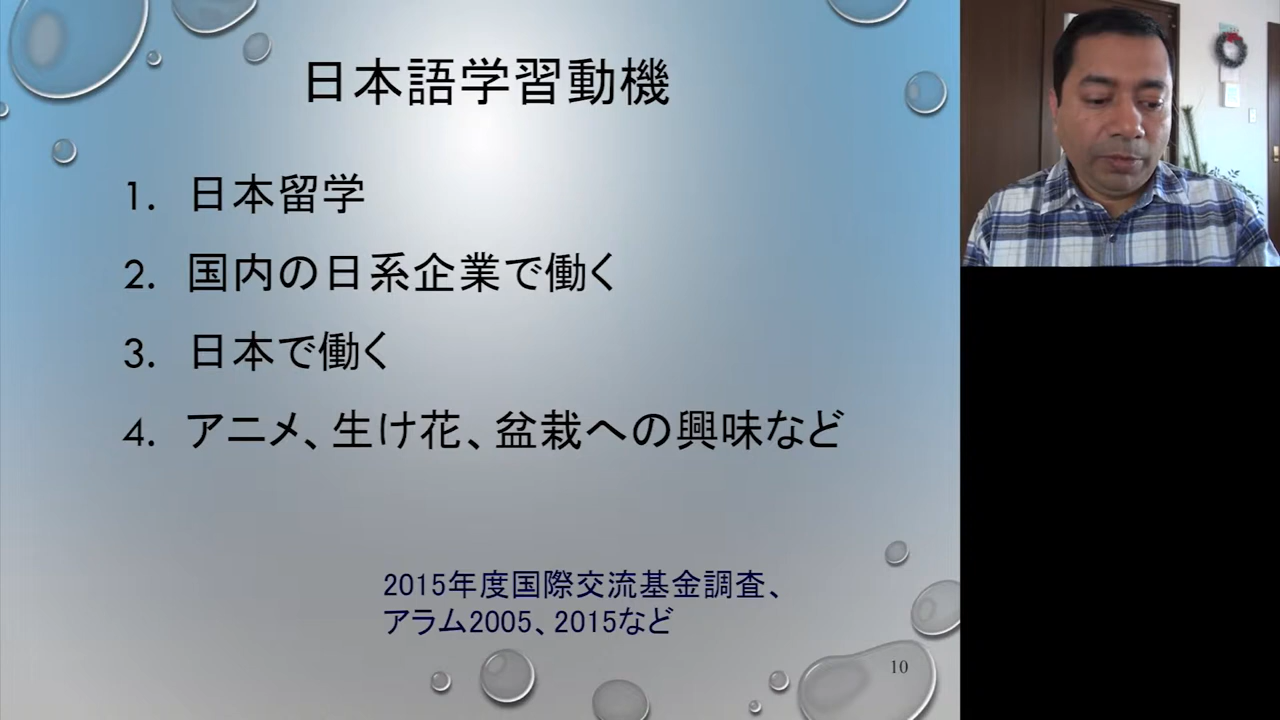 日本語学習動機
1. 日本留学
2. 国内の日系企業で働く
3. 日本で働く
4. アニメ、生け花、盆栽への興味など
2015年度国際交流基金調査、
アラム2005、2015など
10